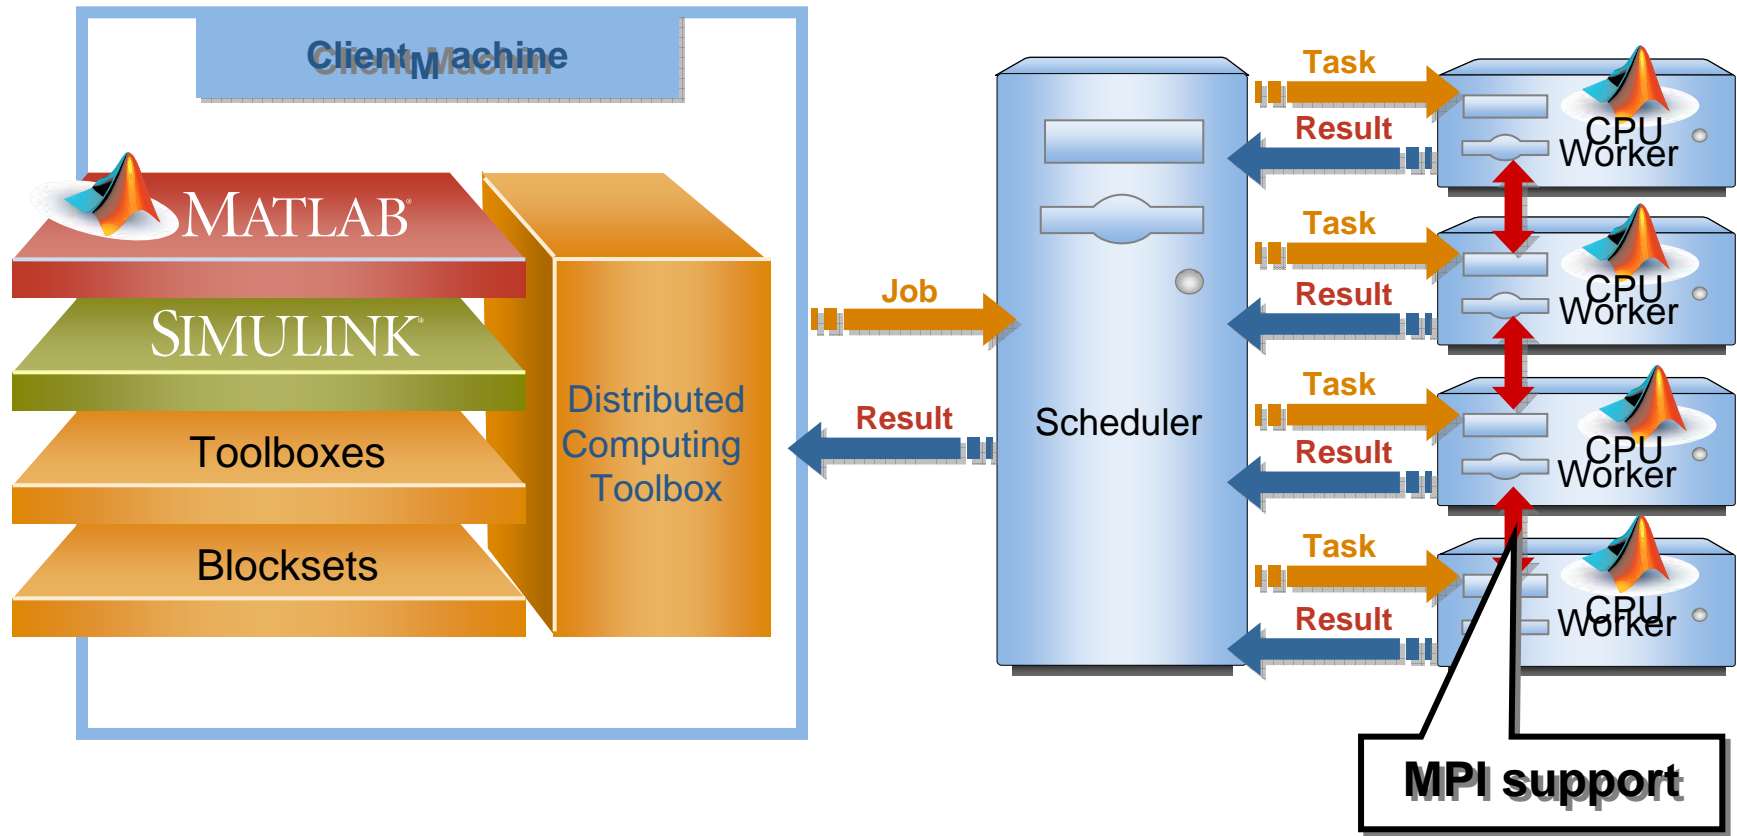 Client Machine
MATLAB®
SIMULINK®
Toolboxes
Blocksets
Distributed
Computing
Toolbox
Job
Result
Scheduler
Task
Result
CPU
Worker
Task
Result
CPU
Worker
Task
Result
CPU
Worker
Task
Result
CPU
Worker
MPI support